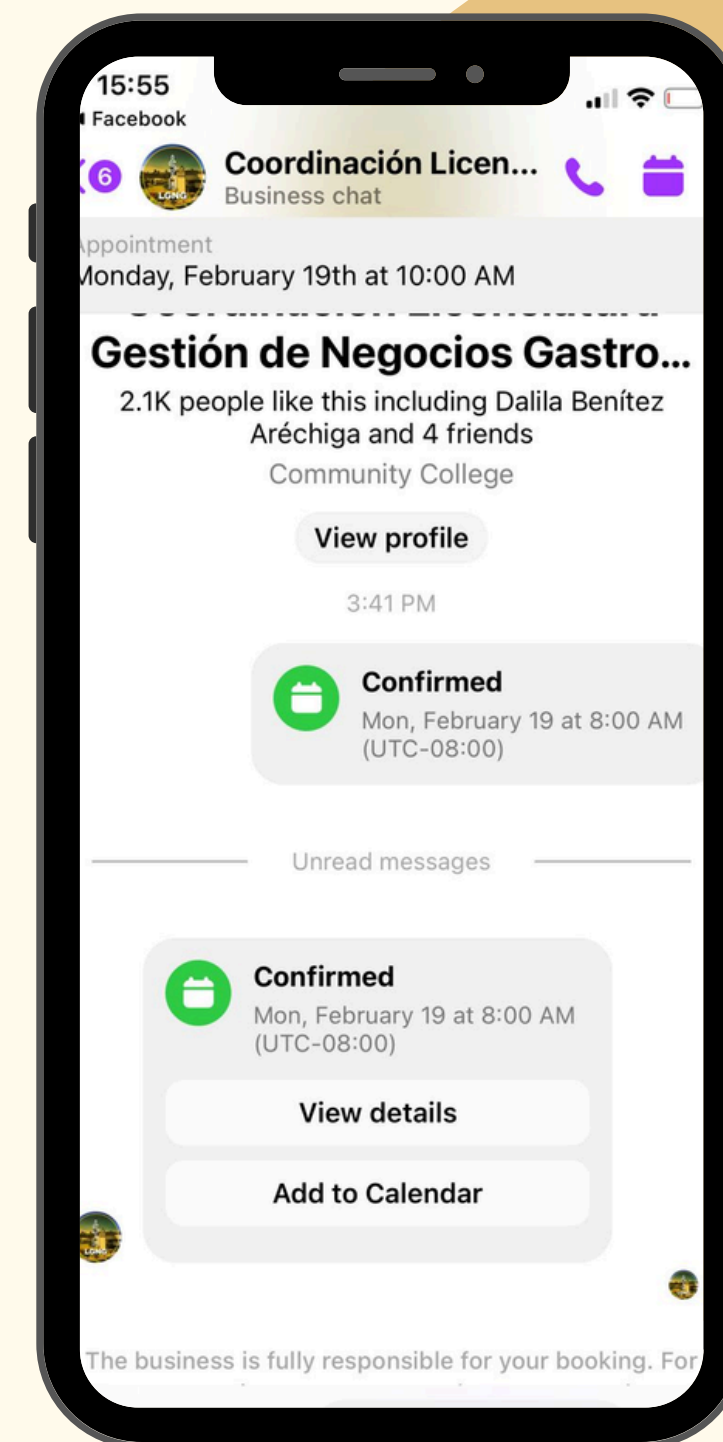 15:55
Facebook
6
LGNG
Coordinación Licen...
Business chat
Appointment
Monday, February 19th at 10:00 AM
Coordinación Licenciatura
Gestión de Negocios Gastro...
2.1K people like this including Dalila Benítez
Aréchiga and 4 friends
Community College
View profile
3:41 PM
Confirmed
Mon, February 19 at 8:00 AM
(UTC-08:00)
Unread messages
Confirmed
Mon, February 19 at 8:00 AM
(UTC-08:00)
View details
Add to Calendar
LGNG
The business is fully responsible for your booking. For